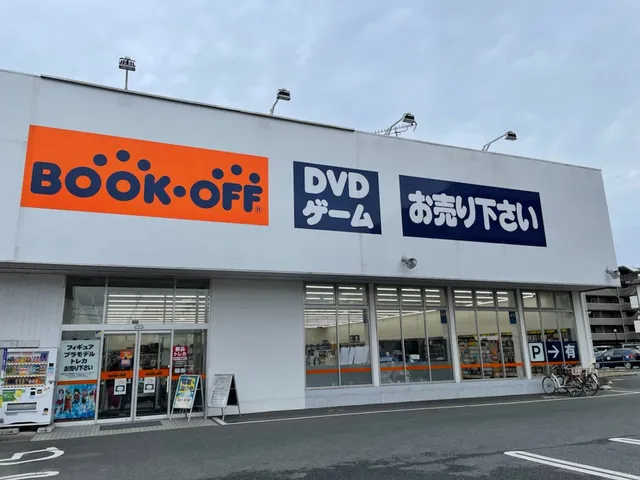 BOOK・OFF
DVD
ゲーム
お売り下さい
フィギュア
プラモデル
トレカ
お売り下さい
トレカ
P→有